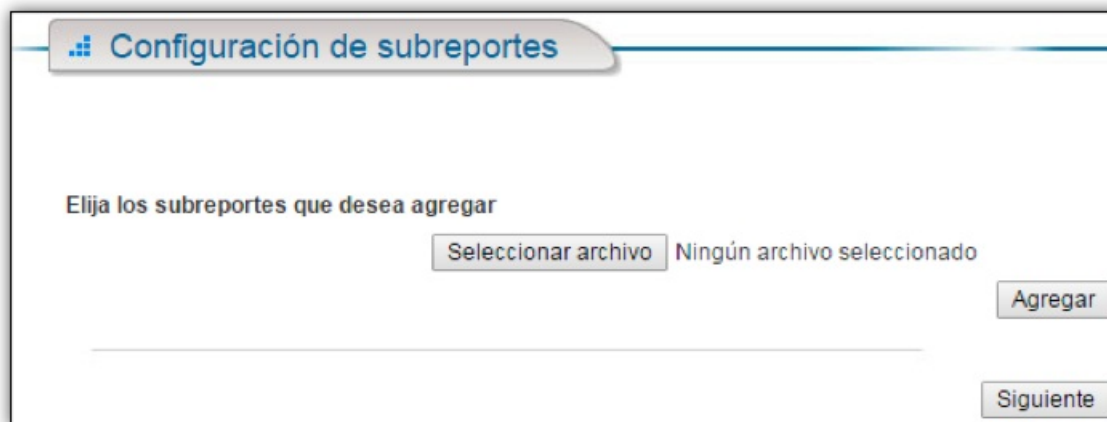 Configuración de subreportes
Elija los subreportes que desea agregar
Seleccionar archivo Ningún archivo seleccionado
Agregar
Siguiente